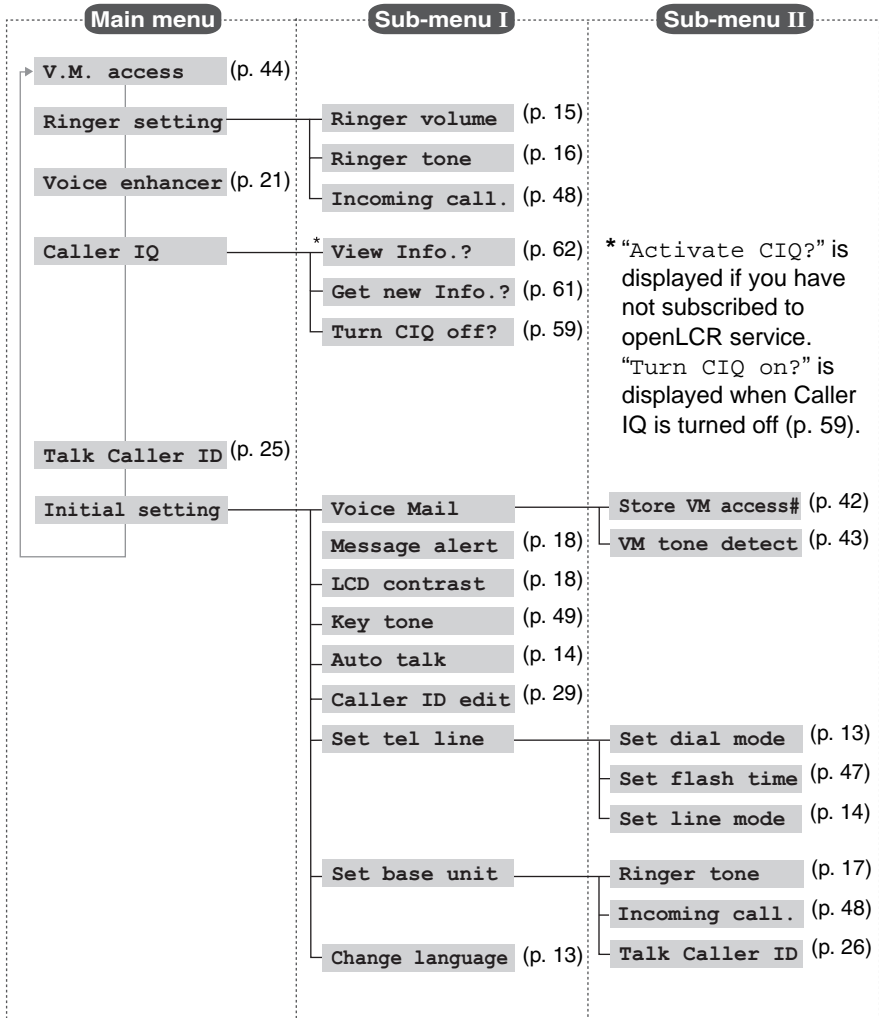 Main menu Sub-menu I Sub-menu II
V.M. access (p. 44)
Ringer setting Ringer volume (p. 15)
Ringer tone (p. 16)
Voice enhancer (p. 21)
Incoming call. (p. 48)
Caller IQ * View Info.? (p. 62)
Get new Info.? (p. 61)
Turn CIQ off? (p. 59)
* "Activate CIQ?" is
displayed if you have
not subscribed to
openLCR service.
"Turn CIQ on?" is
displayed when Caller
IQ is turned off (p. 59).
Talk Caller ID (p. 25)
Initial setting Voice Mail Store VM access# (p. 42)
Message alert (p. 18) VM tone detect (p. 43)
LCD contrast (p. 18)
Key tone (p. 49)
Auto talk (p. 14)
Caller ID edit (p. 29)
Set tel line Set dial mode (p. 13)
Set flash time (p. 47)
Set line mode (p. 14)
Set base unit Ringer tone (p. 17)
Incoming call. (p. 48)
Change language (p. 13) Talk Caller ID (p. 26)